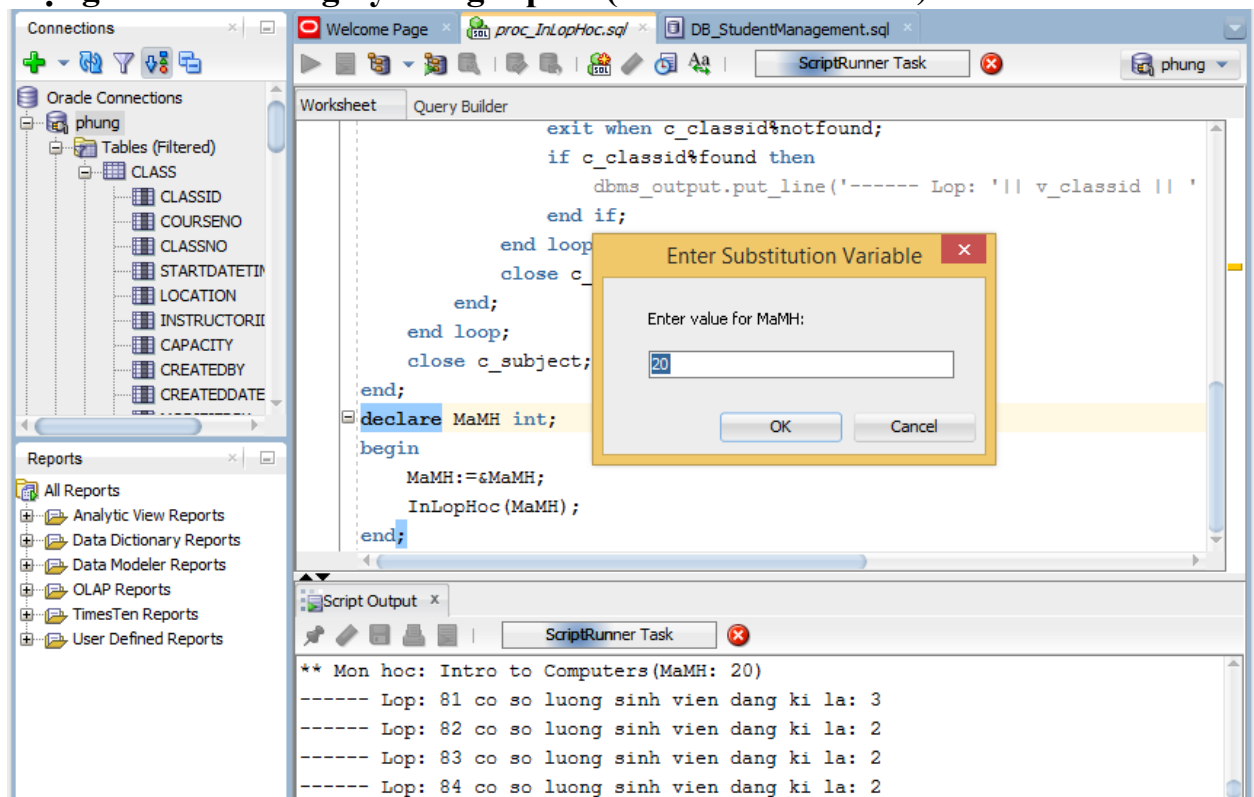 Connections
Oracle Connections
phung
Tables (Filtered)
CLASS
CLASSID
COURSENO
CLASSNO
STARTDATETIM
LOCATION
INSTRUCTORID
CAPACITY
CREATEDBY
CREATEDDATE
Reports
All Reports
Analytic View Reports
Data Dictionary Reports
Data Modeler Reports
OLAP Reports
TimesTen Reports
User Defined Reports
Welcome Page
proc_InLopHoc.sql
DB_StudentManagement.sql
ScriptRunner Task
phung
Worksheet Query Builder
exit when c_classid%notfound;
if c_classid%found then
dbms_output.put_line('------ Lop: '|| v_classid || '
end if;
end loop
close c_
end;
end loop;
close c_subject;
end;
declare MaMH int;
begin
MaMH:=&MaMH;
InLopHoc(MaMH);
end;
Enter Substitution Variable
Enter value for MaMH:
20
OK Cancel
Script Output
ScriptRunner Task
** Mon hoc: Intro to Computers(MaMH: 20)
------ Lop: 81 co so luong sinh vien dang ki la: 3
------ Lop: 82 co so luong sinh vien dang ki la: 2
------ Lop: 83 co so luong sinh vien dang ki la: 2
------ Lop: 84 co so luong sinh vien dang ki la: 2